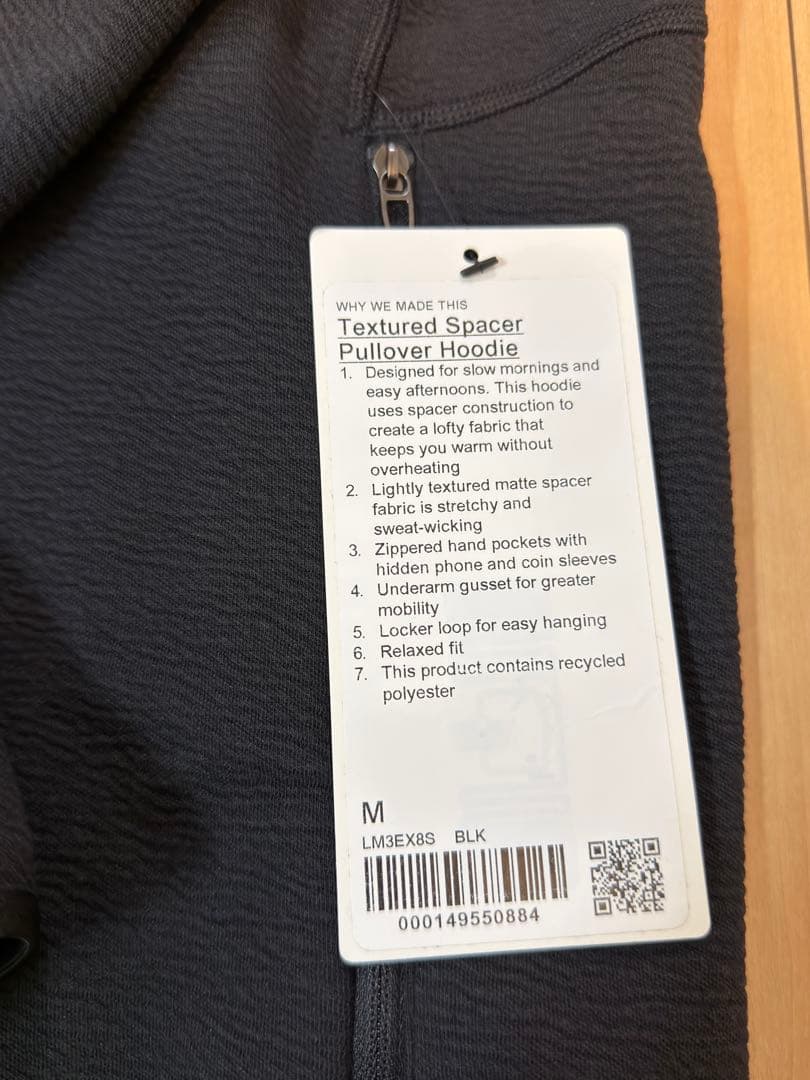 WHY WE MADE THIS
Textured Spacer
Pullover Hoodie
1. Designed for slow mornings and
easy afternoons. This hoodie
uses spacer construction to
create a lofty fabric that
keeps you warm without
overheating
2. Lightly textured matte spacer
fabric is stretchy and
sweat-wicking
3. Zippered hand pockets with
hidden phone and coin sleeves
4. Underarm gusset for greater
mobility
5. Locker loop for easy hanging
6. Relaxed fit
7. This product contains recycled
polyester
M
LM3EX8S BLK
000149550884